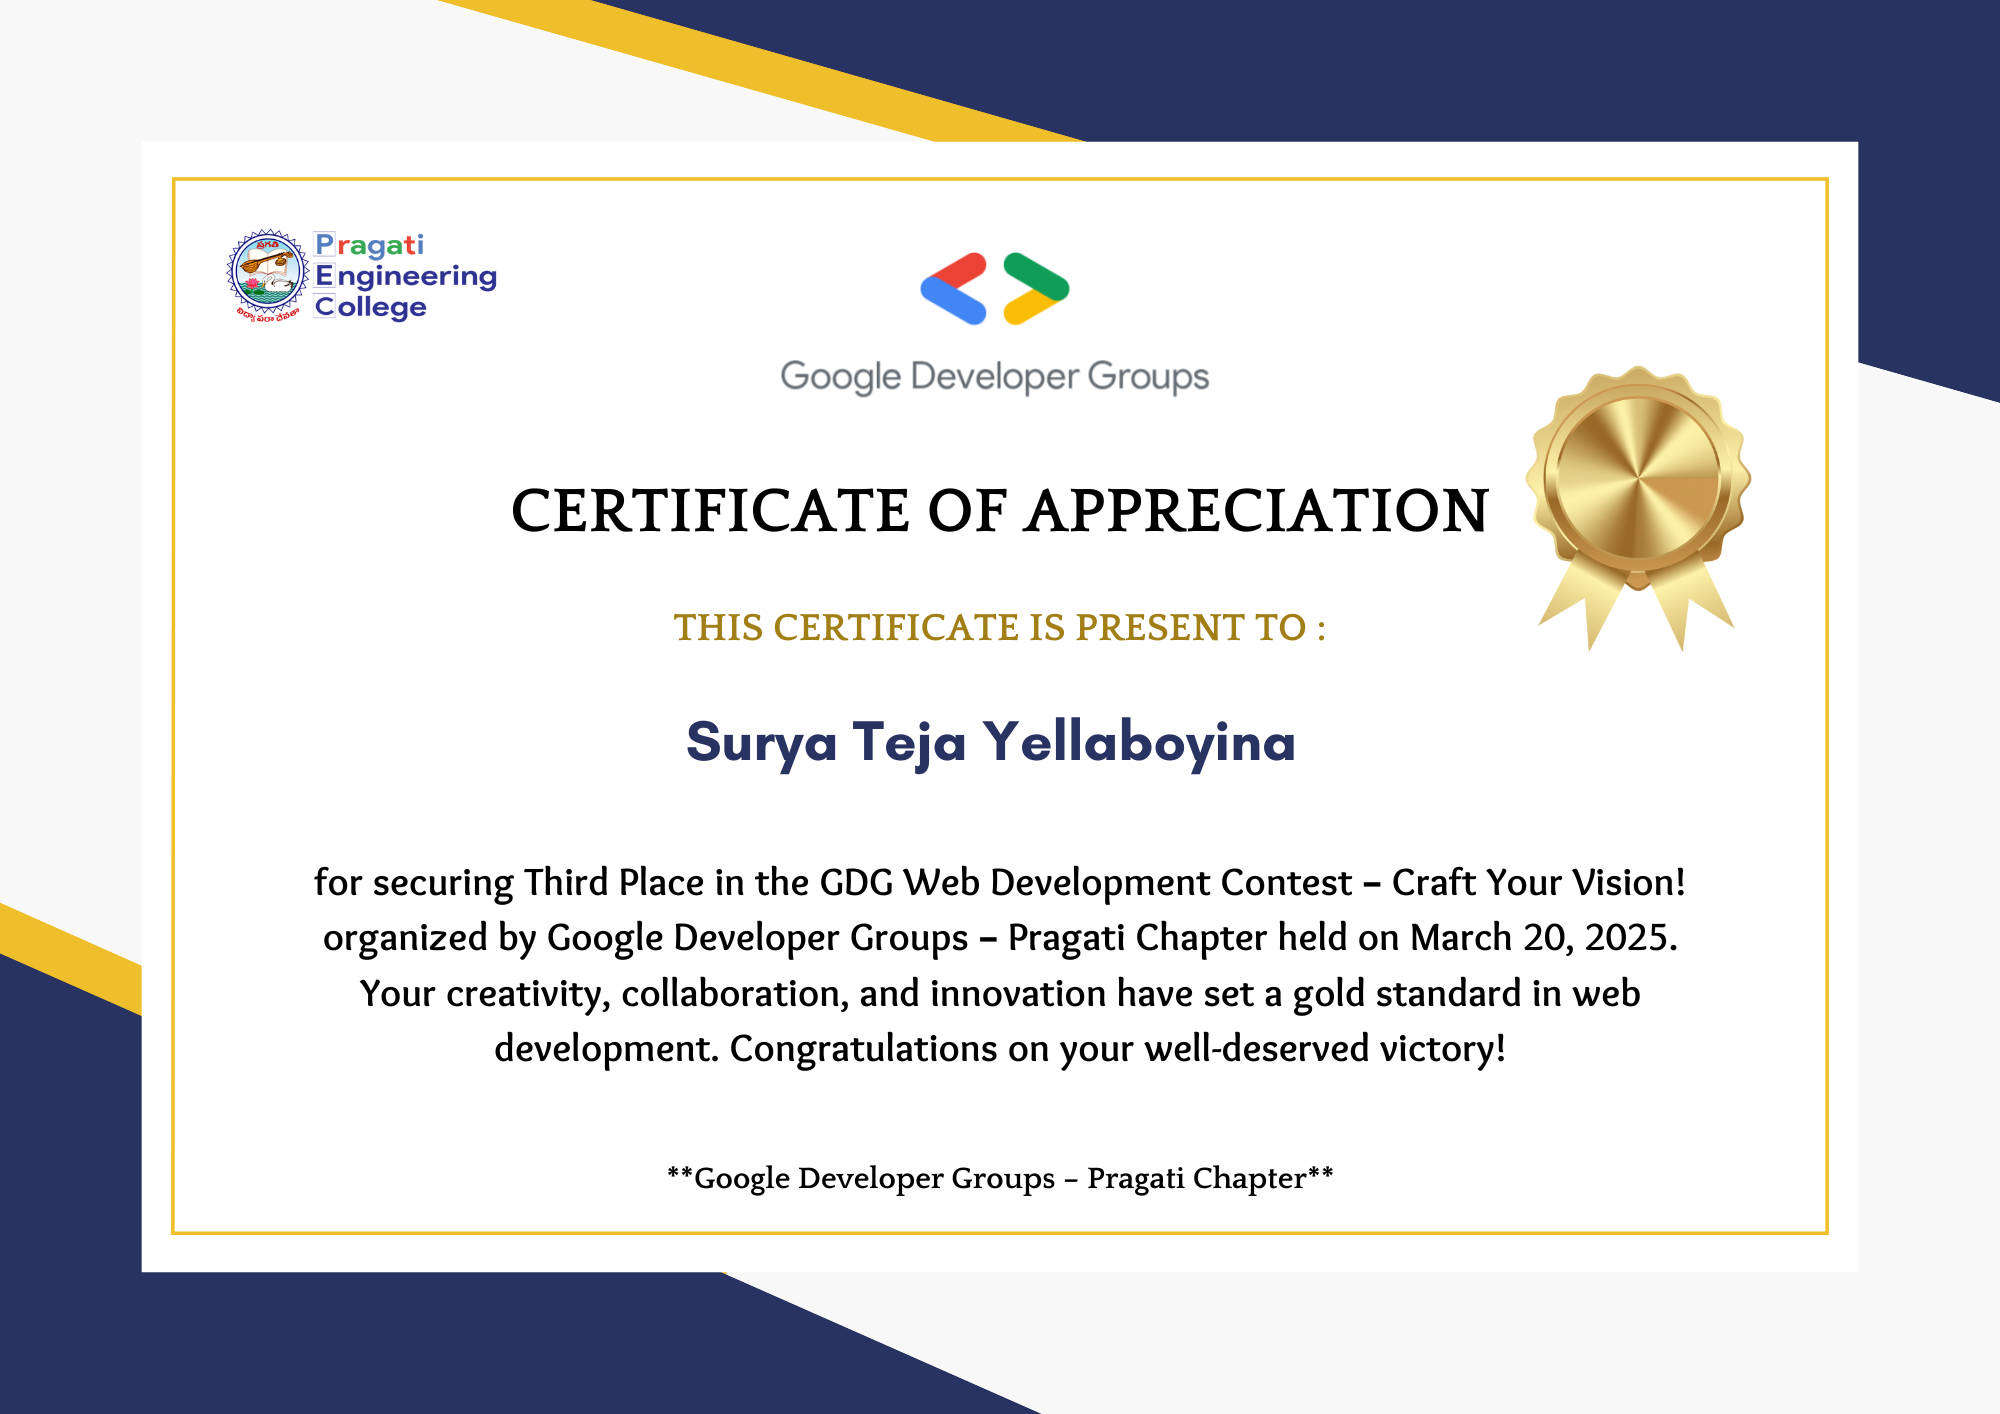 ప్రగతి
విద్యా పరా దేవతా
Pragati
Engineering
College
Google Developer Groups
CERTIFICATE OF APPRECIATION
THIS CERTIFICATE IS PRESENT TO :
Surya Teja Yellaboyina
for securing Third Place in the GDG Web Development Contest – Craft Your Vision!
organized by Google Developer Groups – Pragati Chapter held on March 20, 2025.
Your creativity, collaboration, and innovation have set a gold standard in web
development. Congratulations on your well-deserved victory!
**Google Developer Groups – Pragati Chapter**